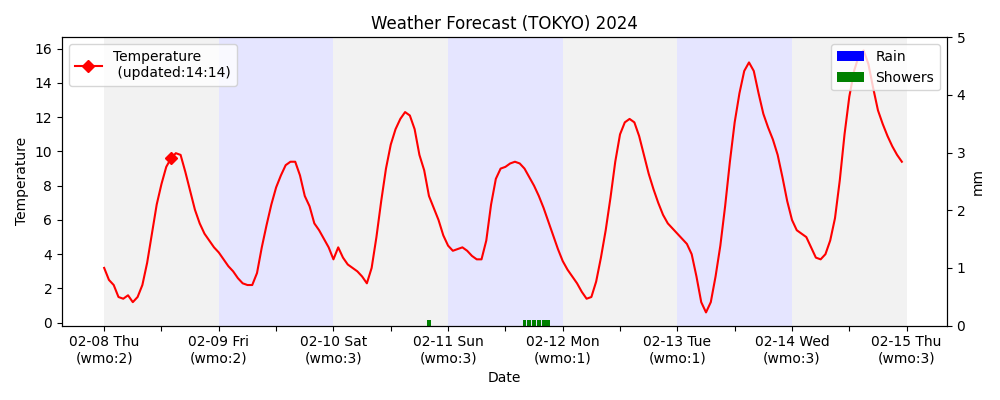 Weather Forecast (TOKYO) 2024
Temperature
(updated:14:14)
Rain
Showers
16
14
12
10
8
6
4
2
0
Temperature
5
4
3
2
1
0
mm
02-08 Thu
(wmo:2)
02-09 Fri
(wmo:2)
02-10 Sat
(wmo:3)
02-11 Sun
(wmo:3)
02-12 Mon
(wmo:1)
02-13 Tue
(wmo:1)
02-14 Wed
(wmo:3)
02-15 Thu
(wmo:3)
Date